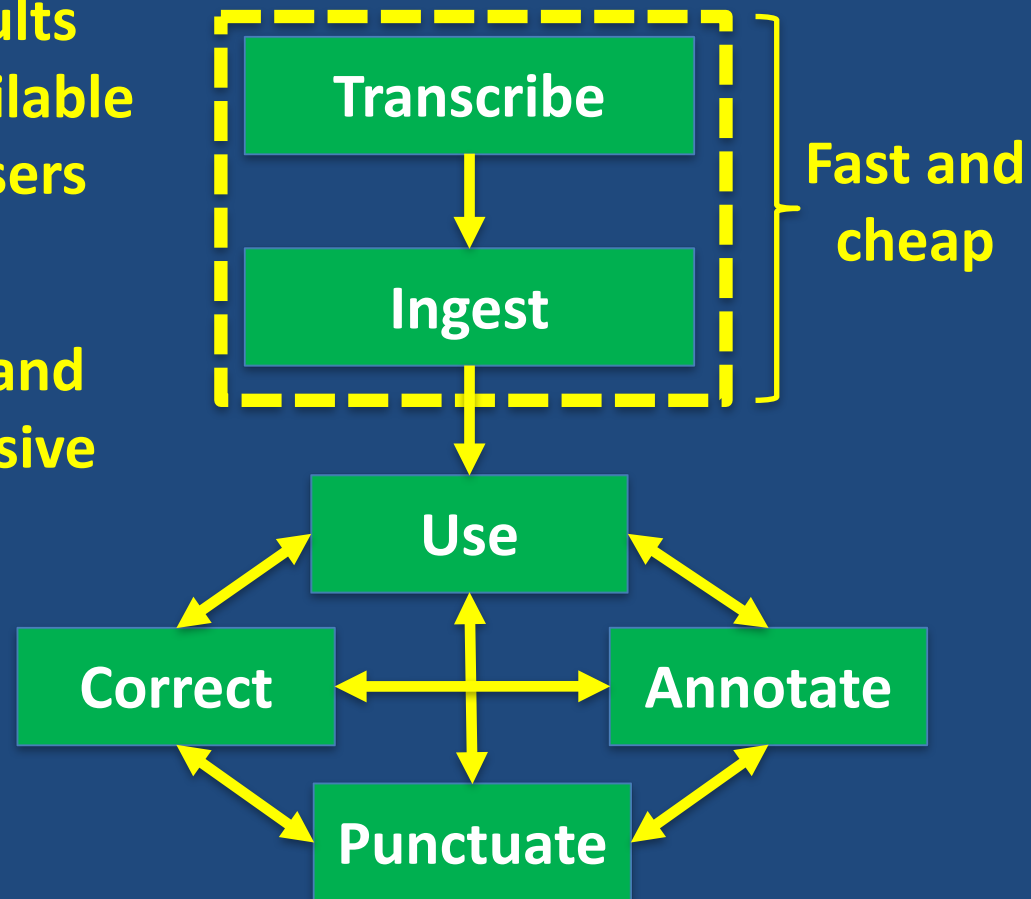 ults
ilable
sers
and
sive
Transcribe
Ingest
Fast and
cheap
Use
Correct
Annotate
Punctuate